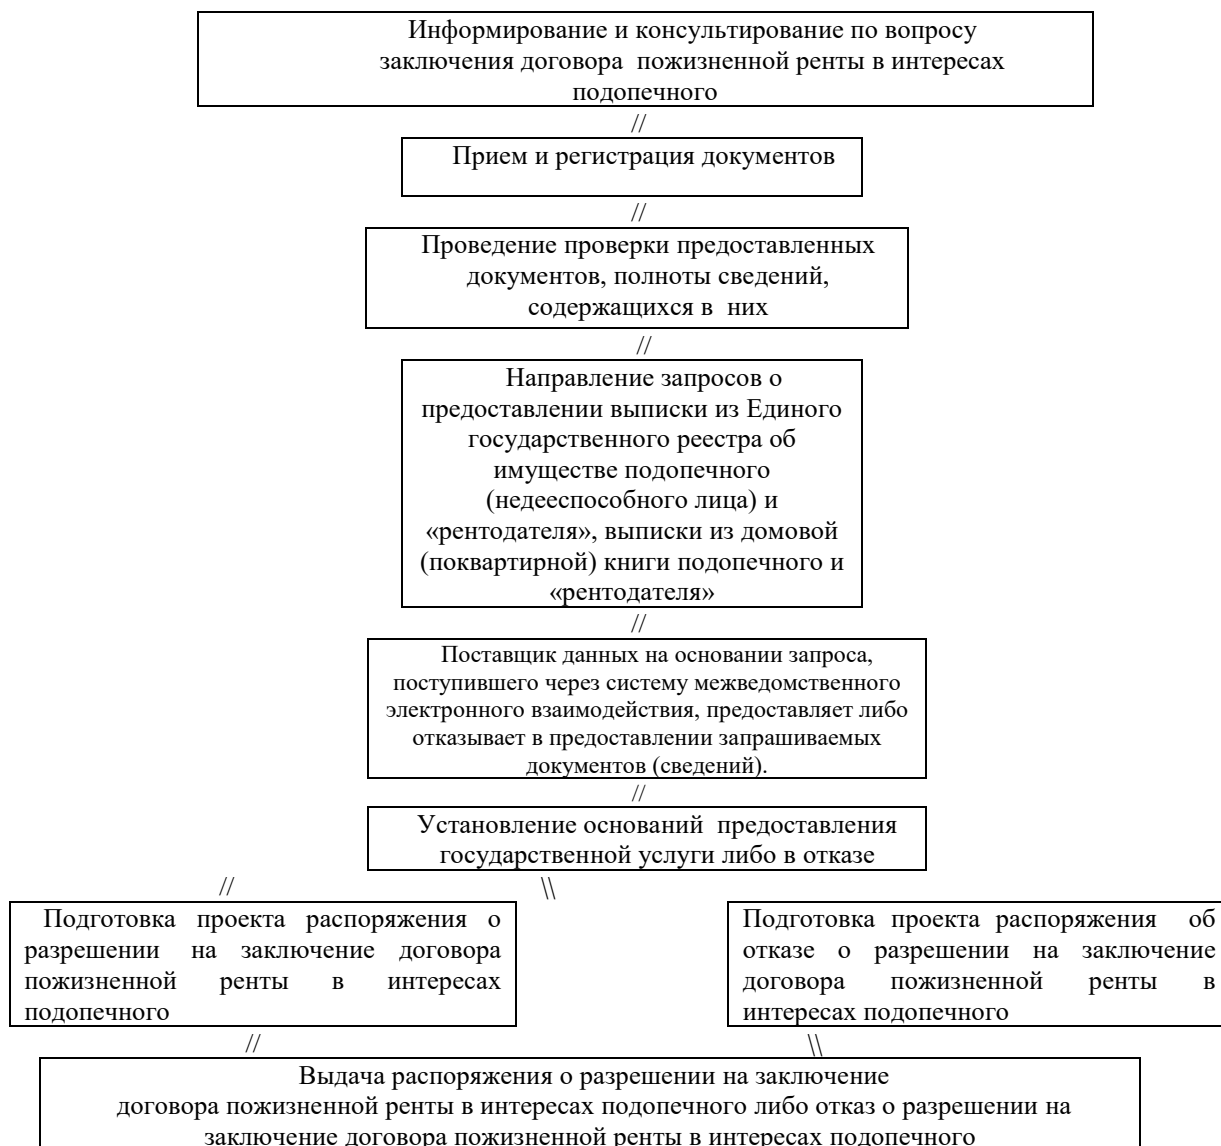 Информирование и консультирование по вопросу
заключения договора  пожизненной ренты в интересах
подопечного
//
Прием и регистрация документов
//
Проведение проверки предоставленных
документов, полноты сведений,
содержащихся в  них
//
Направление запросов о
предоставлении выписки из Единого
государственного реестра об
имуществе подопечного
(недееспособного лица) и
«рентодателя», выписки из домовой
(поквартирной) книги подопечного и
«рентодателя»
//
Поставщик данных на основании запроса,
поступившего через систему межведомственного
электронного взаимодействия, предоставляет либо
отказывает в предоставлении запрашиваемых
документов (сведений).
//
Установление оснований  предоставления
государственной услуги либо в отказе
// \\
Подготовка проекта распоряжения о
разрешении на заключение договора
пожизненной ренты в интересах
подопечного
Подготовка проекта распоряжения об
отказе о разрешении на заключение
договора пожизненной ренты в
интересах подопечного
// \\
Выдача распоряжения о разрешении на заключение
договора пожизненной ренты в интересах подопечного либо отказ о разрешении на
заключение договора пожизненной ренты в интересах подопечного